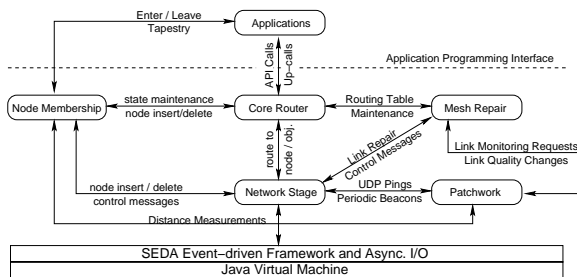 Enter / Leave
Tapestry
Applications
API Calls
Up–calls
Application Programming Interface
Node Membership
state maintenance
node insert/delete
Core Router
Routing Table
Maintenance
Mesh Repair
route to
node / obj.
Link Repair
Control Messages
Link Monitoring Requests
Link Quality Changes
node insert / delete
control messages
Network Stage
UDP Pings
Periodic Beacons
Patchwork
Distance Measurements
SEDA Event–driven Framework and Async. I/O
Java Virtual Machine